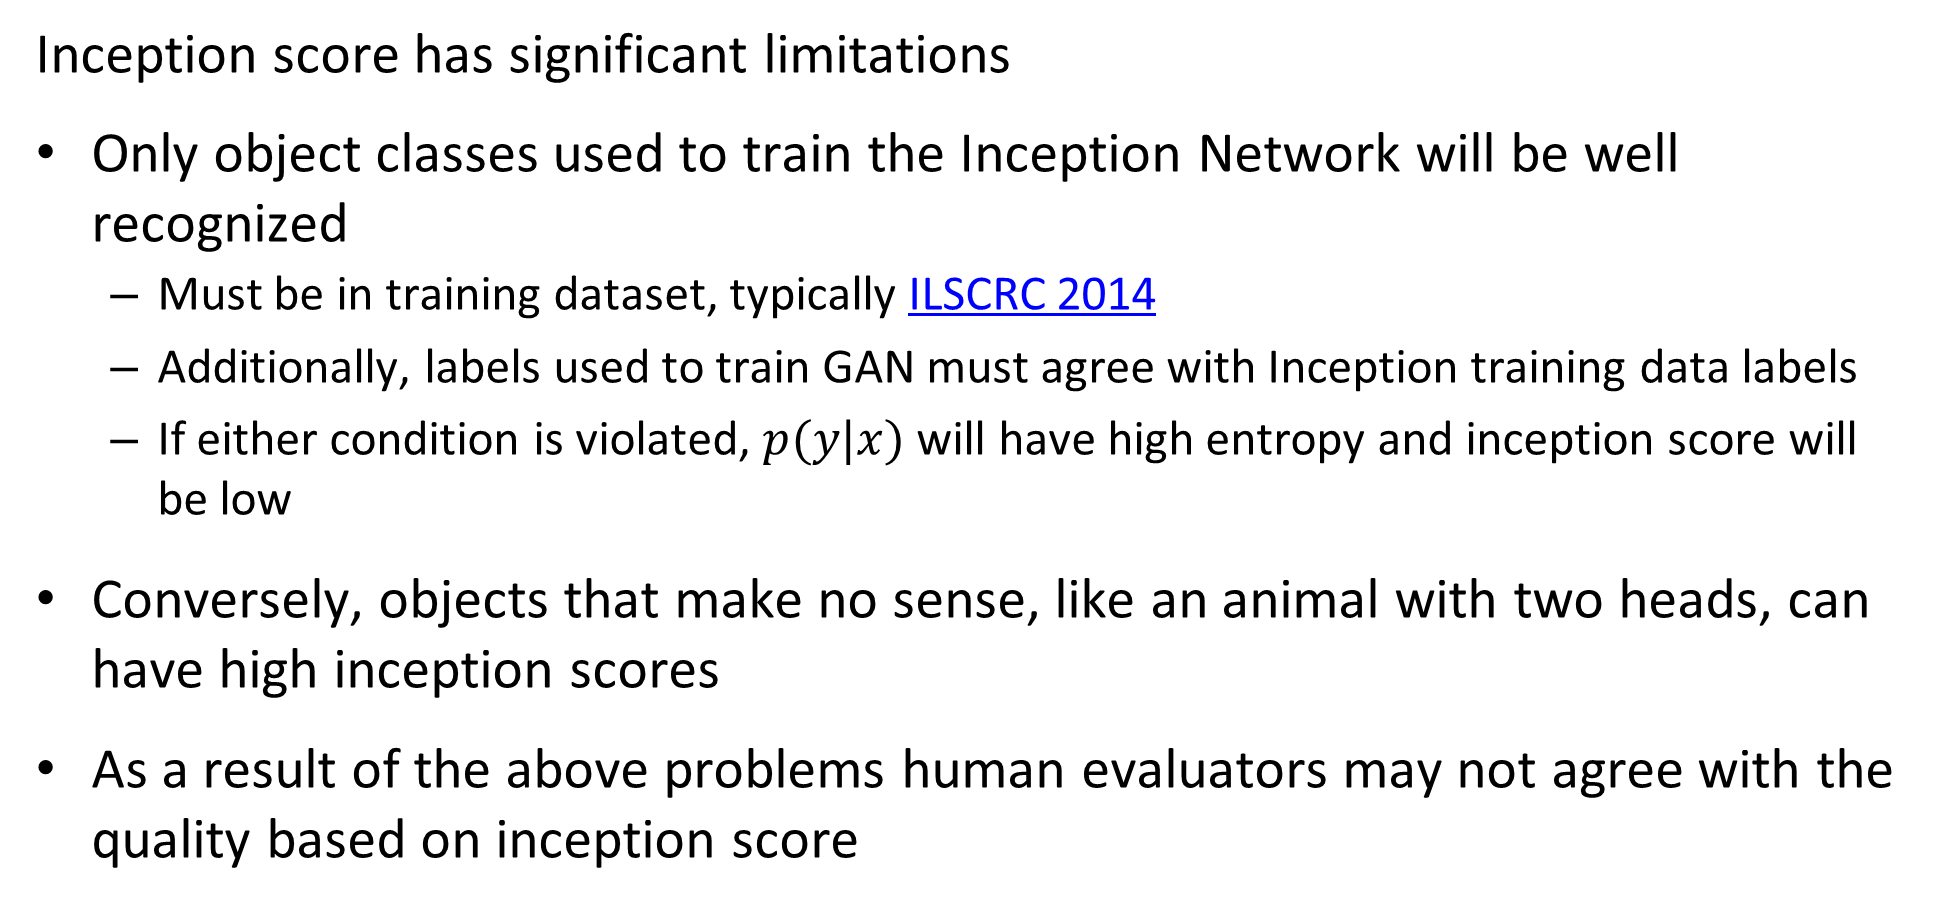 Inception score has significant limitations
• Only object classes used to train the Inception Network will be well
recognized
– Must be in training dataset, typically ILSCRC 2014
– Additionally, labels used to train GAN must agree with Inception training data labels
– If either condition is violated, p(y|x) will have high entropy and inception score will
be low
• Conversely, objects that make no sense, like an animal with two heads, can
have high inception scores
• As a result of the above problems human evaluators may not agree with the
quality based on inception score